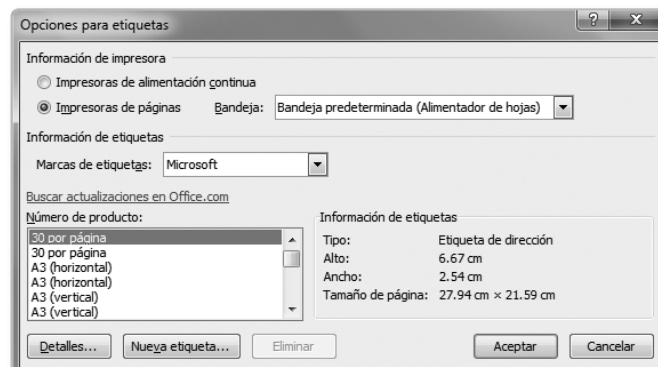 Opciones para etiquetas
Información de impresora
Impresoras de alimentación continua
Impresoras de páginas Bandeja: Bandeja predeterminada (Alimentador de hojas)
Información de etiquetas
Marcas de etiquetas: Microsoft
Buscar actualizaciones en Office.com
Número de producto:
30 por página
30 por página
A3 (horizontal)
A3 (horizontal)
A3 (vertical)
A3 (vertical)
Información de etiquetas
Tipo: Etiqueta de dirección
Alto: 6.67 cm
Ancho: 2.54 cm
Tamaño de página: 27.94 cm × 21.59 cm
Detalles... Nueva etiqueta... Eliminar Aceptar Cancelar